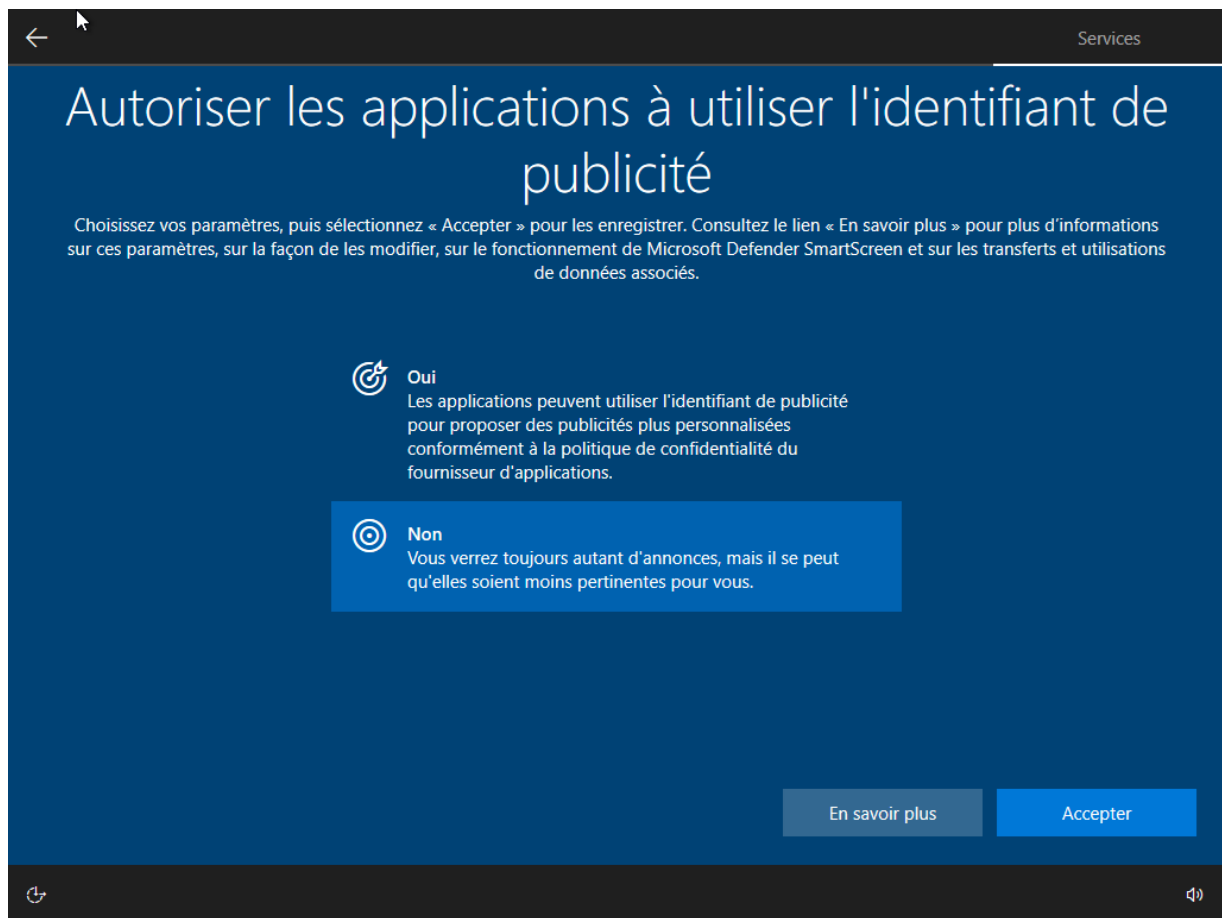 Services
Autoriser les applications à utiliser l'identifiant de
publicité
Choisissez vos paramètres, puis sélectionnez « Accepter » pour les enregistrer. Consultez le lien « En savoir plus » pour plus d'informations
sur ces paramètres, sur la façon de les modifier, sur le fonctionnement de Microsoft Defender SmartScreen et sur les transferts et utilisations
de données associés.
Oui
Les applications peuvent utiliser l'identifiant de publicité
pour proposer des publicités plus personnalisées
conformément à la politique de confidentialité du
fournisseur d'applications.
Non
Vous verrez toujours autant d'annonces, mais il se peut
qu'elles soient moins pertinentes pour vous.
En savoir plus
Accepter